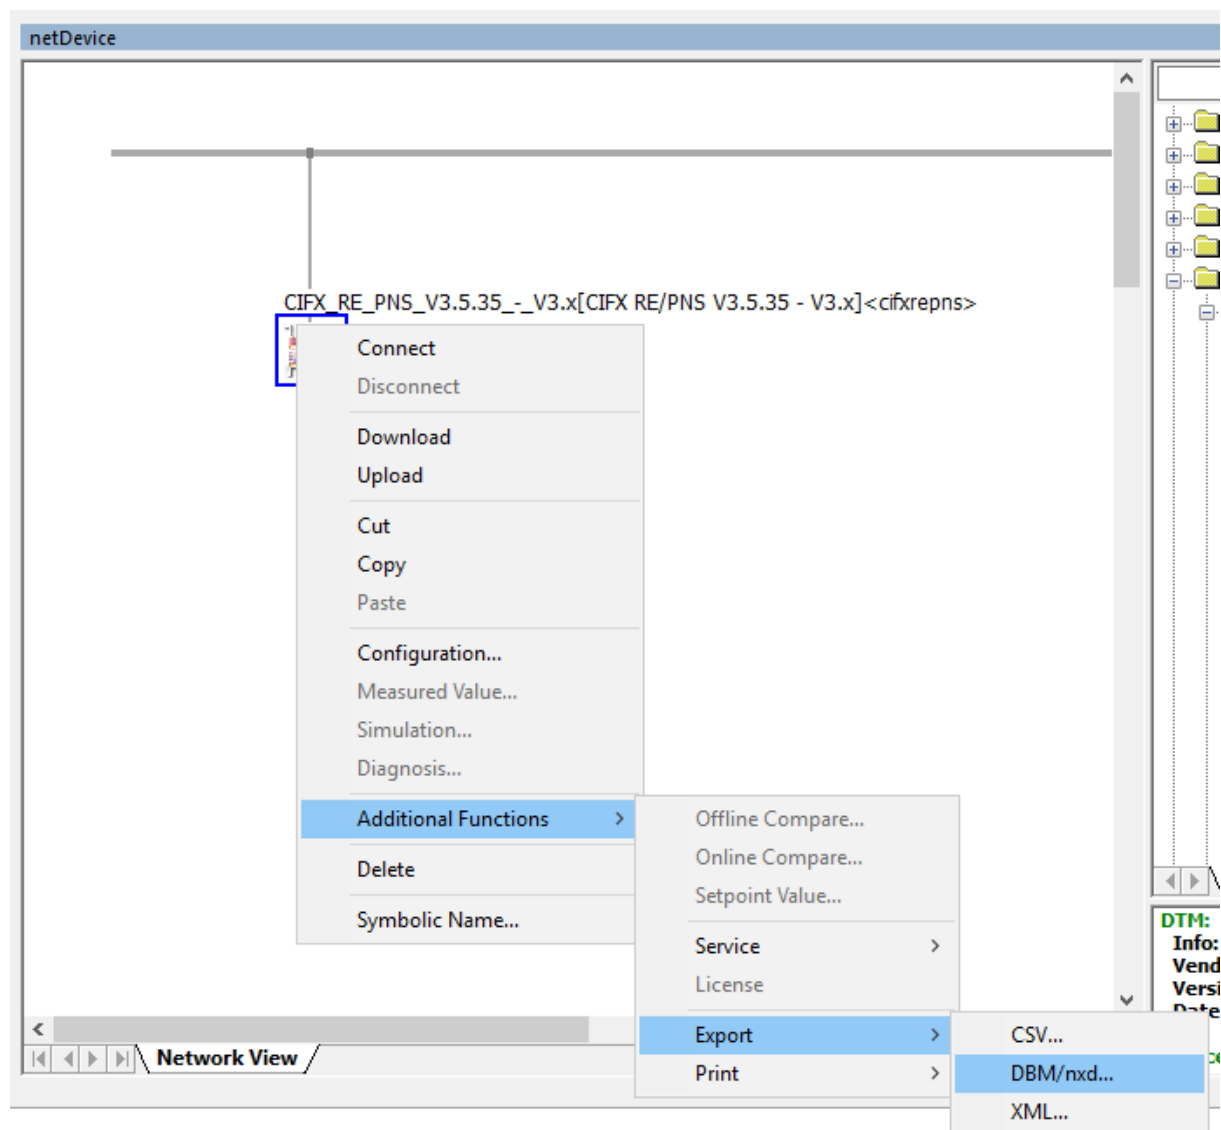 netDevice
CIFX_RE_PNS_V3.5.35_-_V3.x[CIFX RE/PNS V3.5.35 - V3.x]<cifxrepns>
Connect
Disconnect
Download
Upload
Cut
Copy
Paste
Configuration...
Measured Value...
Simulation...
Diagnosis...
Additional Functions
Delete
Symbolic Name...
Offline Compare...
Online Compare...
Setpoint Value...
Service
License
Export
Print
CSV...
DBM/nxd...
XML...
Network View
DTM:
Info: